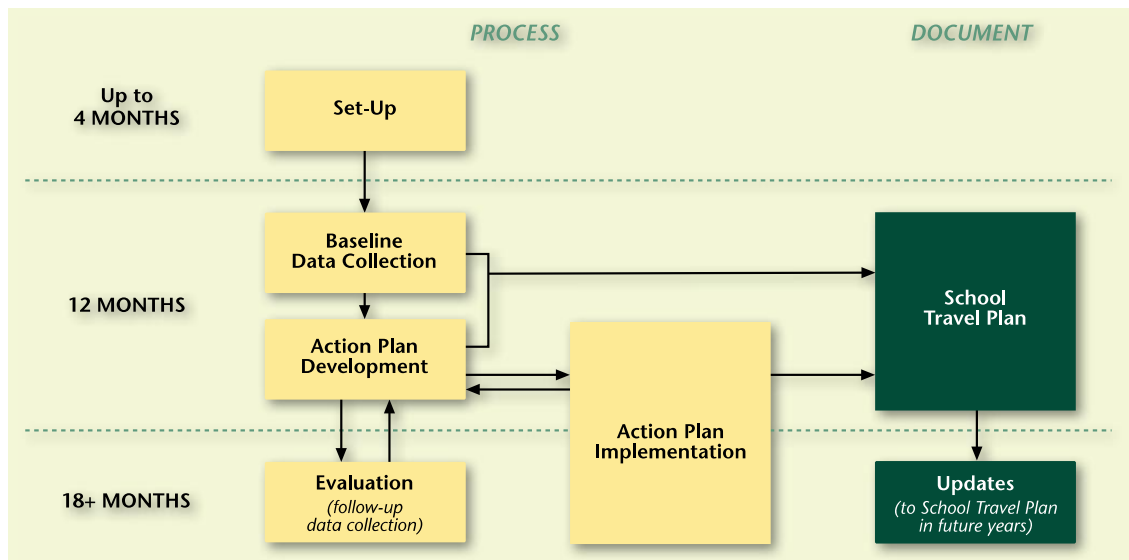 PROCESS
DOCUMENT
Up to
4 MONTHS
Set-Up
12 MONTHS
Baseline
Data Collection
Action Plan
Development
School
Travel Plan
Action Plan
Implementation
18+ MONTHS
Evaluation
(follow-up
data collection)
Updates
(to School Travel Plan
in future years)